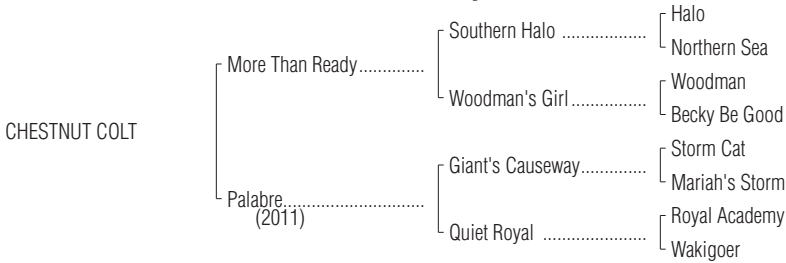 Halo
Southern Halo ..................
Northern Sea
More Than Ready..............
Woodman
Woodman's Girl................
Becky Be Good
CHESTNUT COLT
Storm Cat
Giant's Causeway..............
Mariah's Storm
Palabre..............................
(2011)
Royal Academy
Quiet Royal ......................
Wakigoer